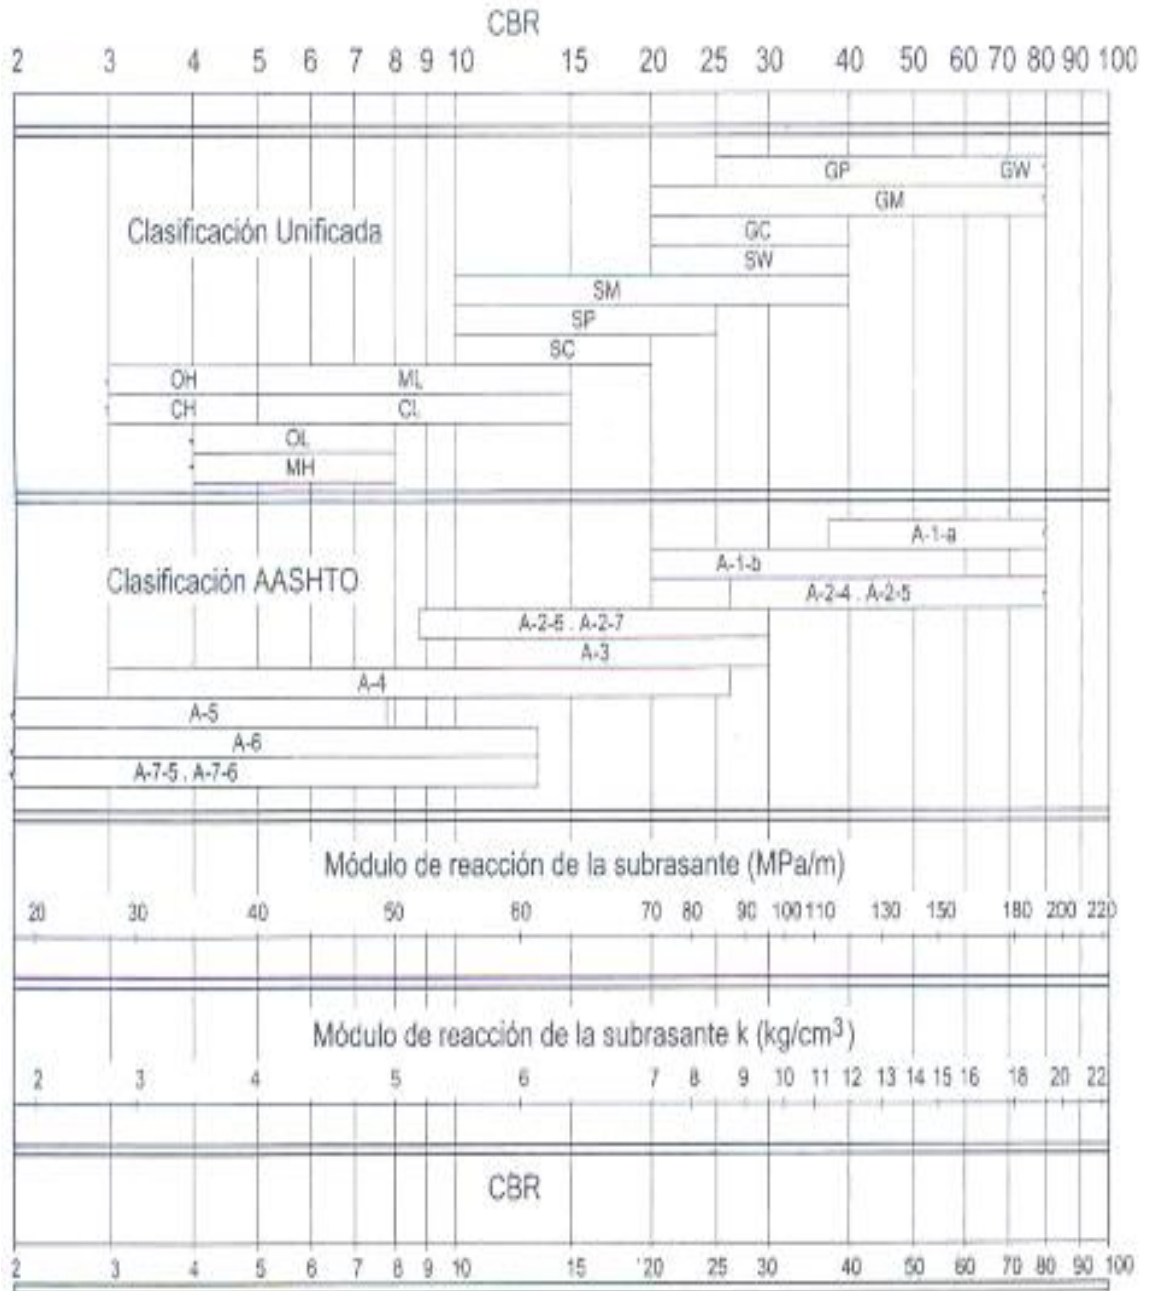 CBR
2 3 4 5 6 7 8 9 10 15 20 25 30 40 50 60 70 80 90 100
GP GW
GM
Clasificación Unificada
GC
SW
SM
SP
SC
OH ML
CH CL
OL
MH
A-1-a
A-1-b
Clasificación AASHTO
A-2-4 . A-2-5
A-2-6 . A-2-7
A-3
A-4
A-5
A-6
A-7-5 . A-7-6
Módulo de reacción de la subrasante (MPa/m)
20 30 40 50 60 70 80 90 100 110 130 150 180 200 220
Módulo de reacción de la subrasante k (kg/cm³)
2 3 4 5 6 7 8 9 10 11 12 13 14 15 16 18 20 22
CBR
2 3 4 5 6 7 8 9 10 15 20 25 30 40 50 60 70 80 90 100